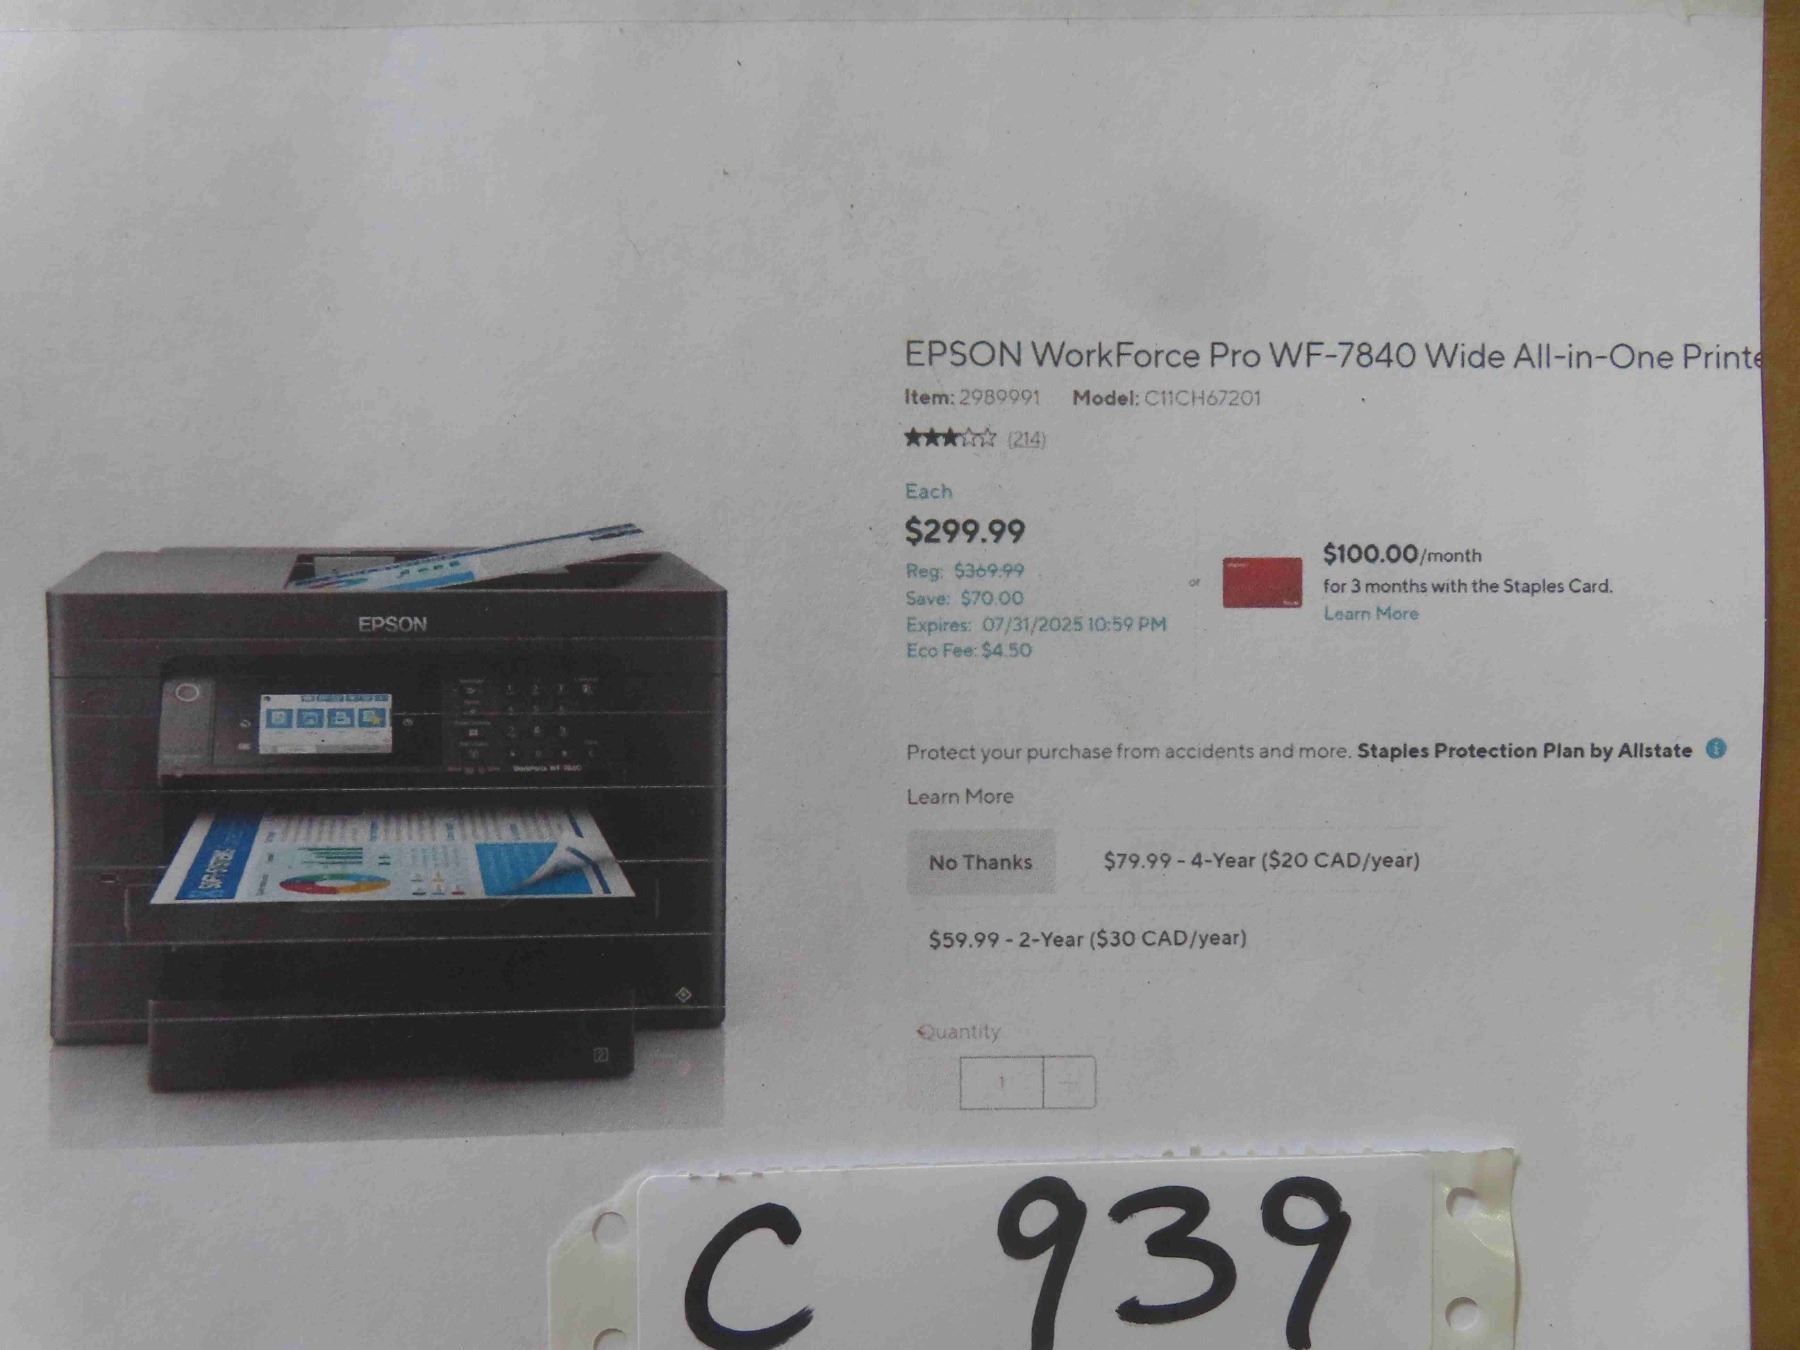 EPSON WorkForce Pro WF-7840 Wide All-in-One Printe
Item: 2989991 Model: C11CH67201
(214)
Each
$299.99
Reg: $369.99
Save: $70.00
Expires: 07/31/2025 10:59 PM
Eco Fee: $4.50
or
$100.00/month
for 3 months with the Staples Card.
Learn More
EPSON
Protect your purchase from accidents and more. Staples Protection Plan by Allstate
Learn More
No Thanks $79.99 - 4-Year ($20 CAD/year)
$59.99 - 2-Year ($30 CAD/year)
Quantity
1 +
2
C 939